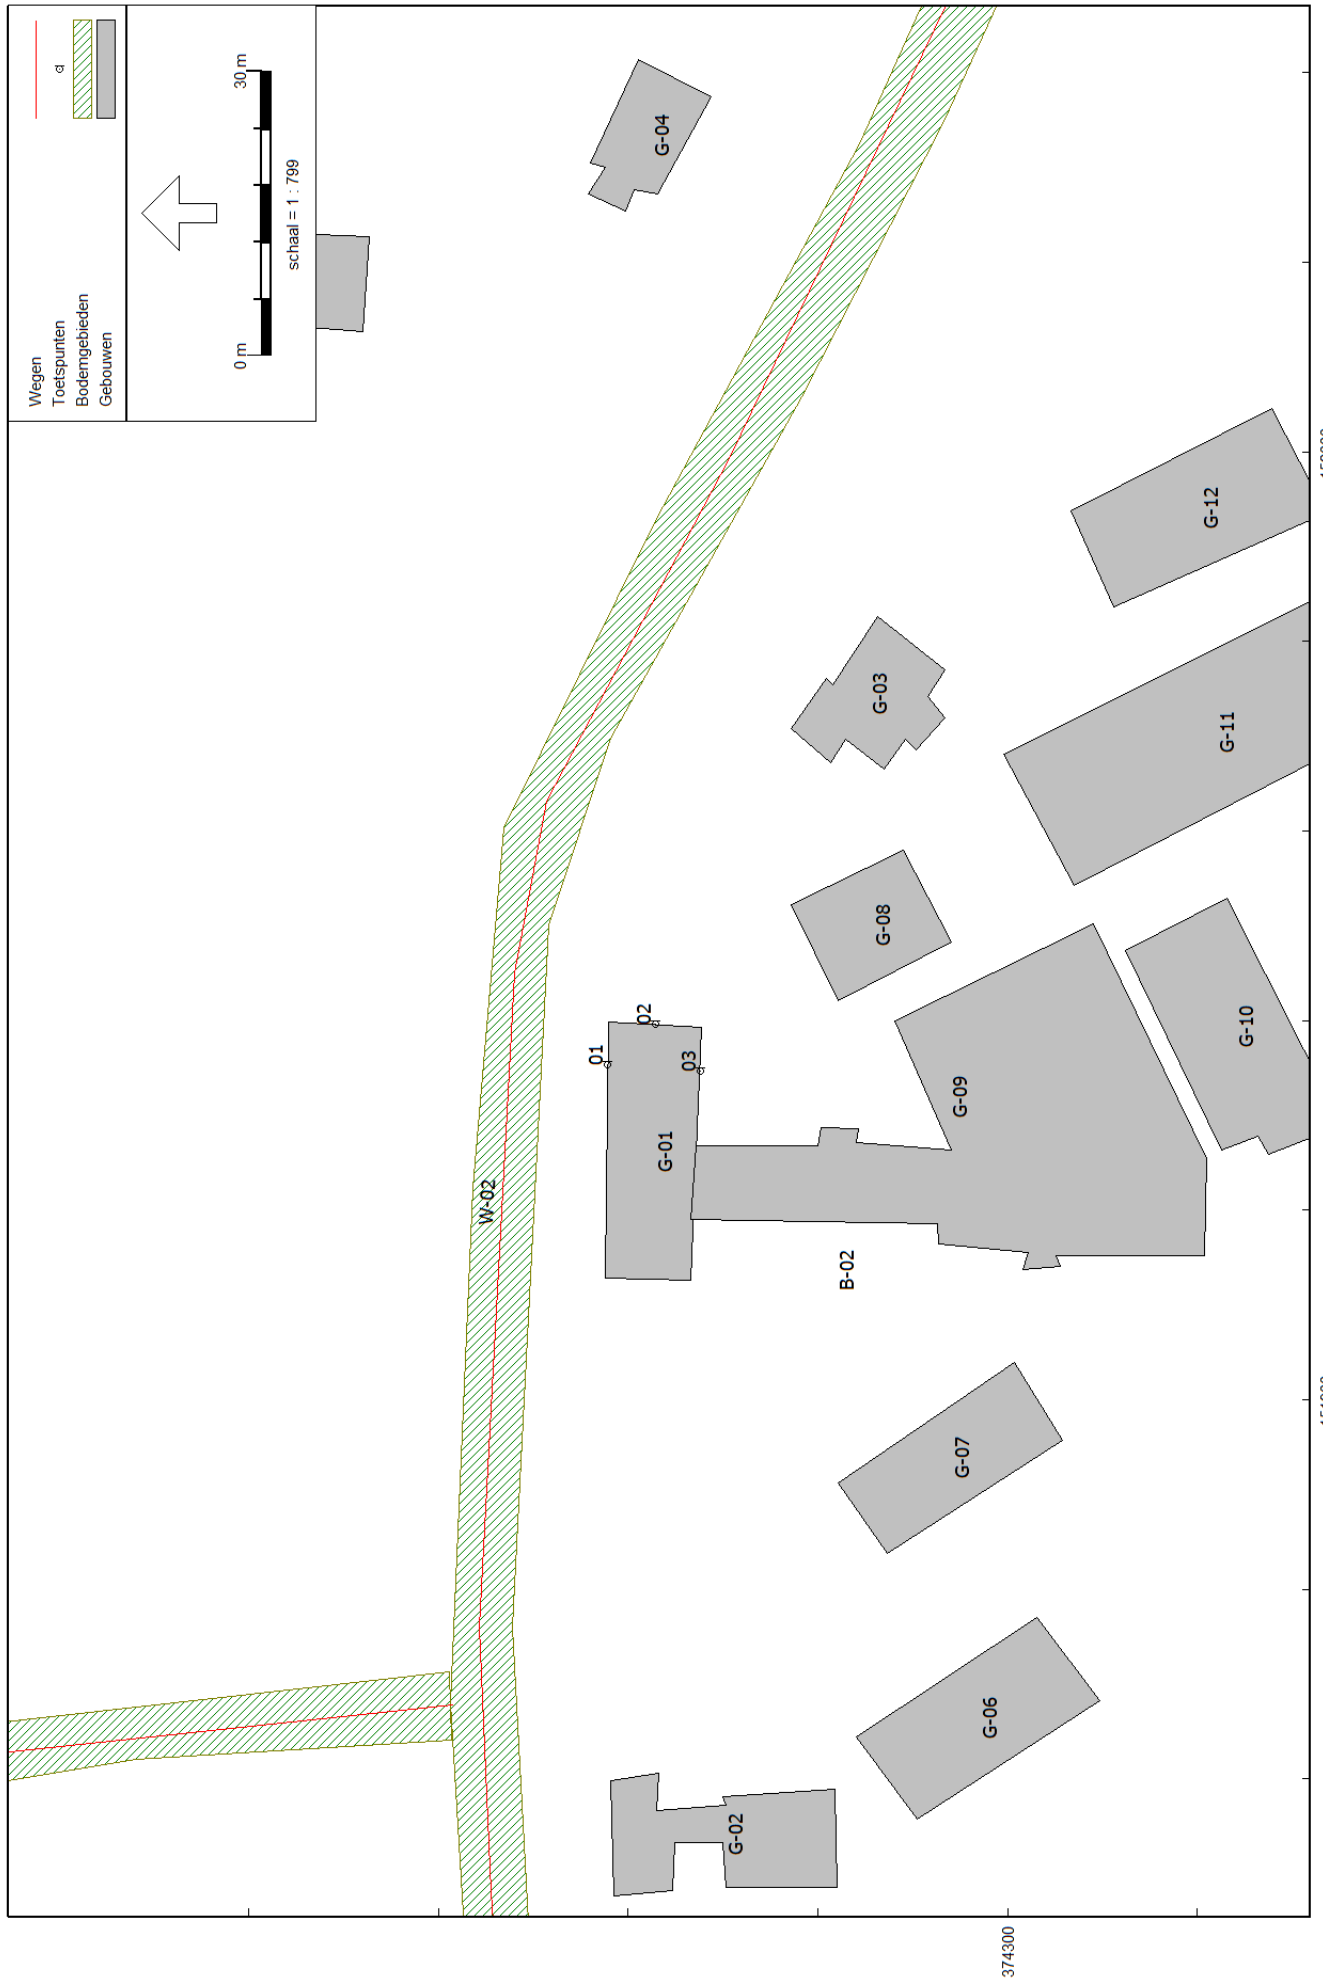 Wegen
Toetspunten
Bodemgebieden
Gebouwen
0 m
30 m
schaal = 1 : 799
G-04
W-02
01
02
03
G-01
G-03
G-08
G-12
G-11
G-09
G-10
B-02
G-07
G-06
G-02
374300